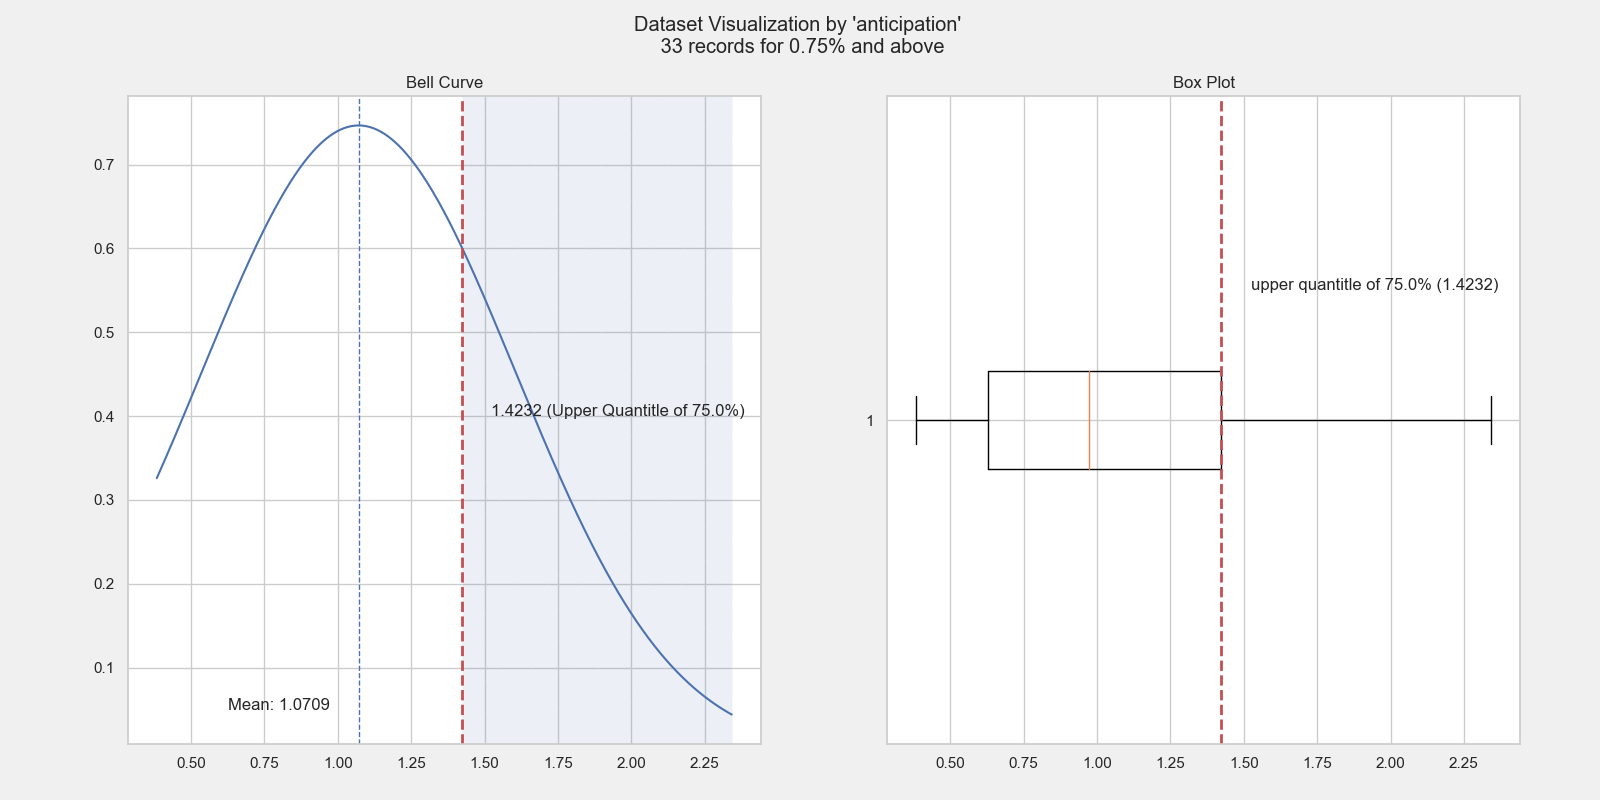 Dataset Visualization by 'anticipation'
33 records for 0.75% and above
Bell Curve
0.7
0.6
0.5
0.4
0.3
0.2
0.1
1.4232 (Upper Quantitle of 75.0%)
Mean: 1.0709
0.50 0.75 1.00 1.25 1.50 1.75 2.00 2.25
Box Plot
upper quantitle of 75.0% (1.4232)
1
0.50 0.75 1.00 1.25 1.50 1.75 2.00 2.25